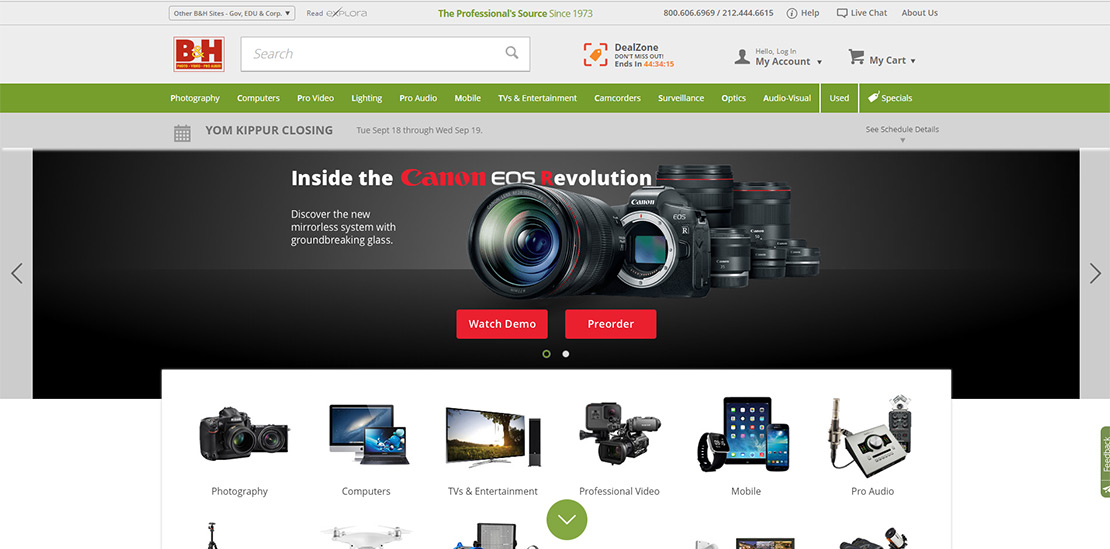 Other B&H Sites - Gov, EDU & Corp.
Read explora
The Professional's Source Since 1973
800.606.6969 / 212.444.6615
Help
Live Chat
About Us
B&H
PHOTO - VIDEO - PRO AUDIO
Search
DealZone
DON'T MISS OUT!
Ends In 44:34:15
Hello, Log In
My Account
My Cart
Photography Computers Pro Video Lighting Pro Audio Mobile TVs & Entertainment Camcorders Surveillance Optics Audio-Visual Used Specials
YOM KIPPUR CLOSING Tue Sept 18 through Wed Sep 19.
See Schedule Details
Inside the Canon EOS Revolution
Discover the new
mirrorless system with
groundbreaking glass.
Canon
EOS
R
Watch Demo
Preorder
Photography
Computers
TVs & Entertainment
Professional Video
Mobile
Pro Audio
Feedback